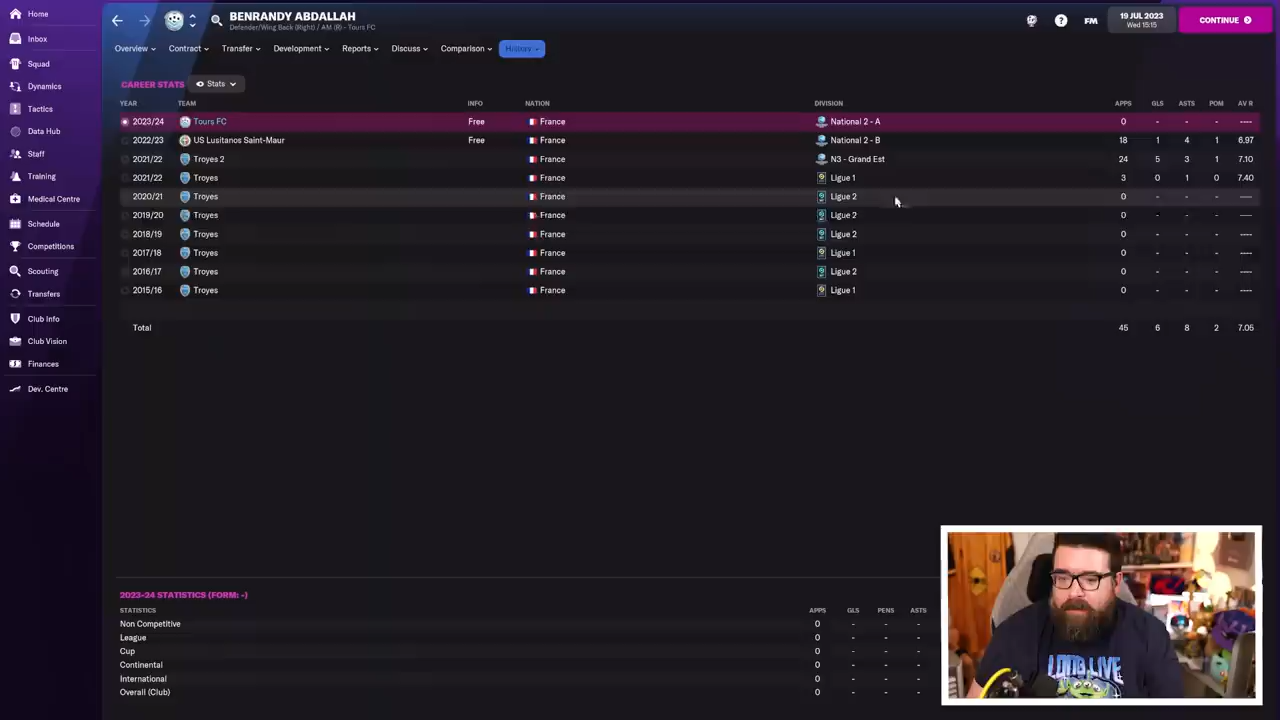 Home
Inbox
Squad
Dynamics
Tactics
Data Hub
Staff
Training
Medical Centre
Schedule
Competitions
Scouting
Transfers
Club Info
Club Vision
Finances
Dev. Centre
BENRANDY ABDALLAH
Defender/Wing Back (Right) / AM (R) - Tours FC
? FM 19 JUL 2023 Wed 15:15 CONTINUE
Overview Contract Transfer Development Reports Discuss Comparison History
CAREER STATS Stats
YEAR TEAM INFO NATION DIVISION APPS GLS ASTS POM AV R
2023/24 Tours FC Free France National 2 - A 0 - - - ----
2022/23 US Lusitanos Saint-Maur Free France National 2 - B 18 1 4 1 6.97
2021/22 Troyes 2 France N3 - Grand Est 24 5 3 1 7.10
2021/22 Troyes France Ligue 1 3 0 1 0 7.40
2020/21 Troyes France Ligue 2 0 - - - ----
2019/20 Troyes France Ligue 2 0 - - - ----
2018/19 Troyes France Ligue 2 0 - - - ----
2017/18 Troyes France Ligue 1 0 - - - ----
2016/17 Troyes France Ligue 2 0 - - - ----
2015/16 Troyes France Ligue 1 0 - - - ----
Total 45 6 8 2 7.05
2023-24 STATISTICS (FORM: -)
STATISTICS APPS GLS PENS ASTS
Non Competitive 0 - - -
League 0 - - -
Cup 0 - - -
Continental 0 - - -
International 0 - - -
Overall (Club) 0 - - -
LONG LIVE